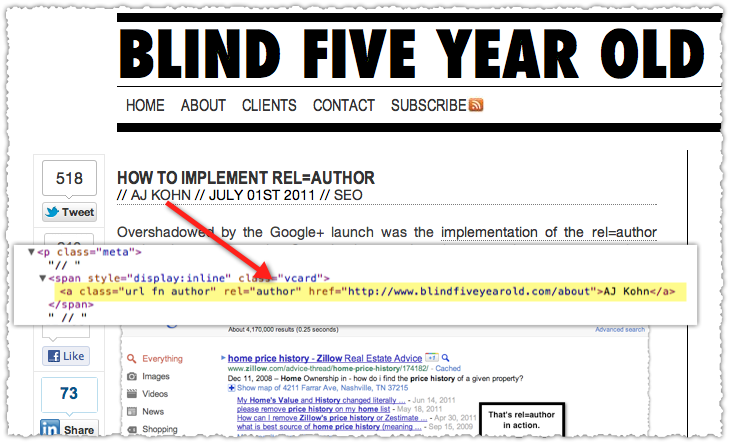 BLIND FIVE YEAR OLD
HOME ABOUT CLIENTS CONTACT SUBSCRIBE
518
Tweet
HOW TO IMPLEMENT REL=AUTHOR
// AJ KOHN // JULY 01ST 2011 // SEO
Overshadowed by the Google+ launch was the implementation of the rel=author
▼<p class="meta">
"// "
▼<span style="display:inline" class="vcard">
<a class="url fn author" rel="author" href="http://www.blindfiveyearold.com/about">AJ Kohn</a>
</span>
" // "
About 4,170,000 results (0.25 seconds)
Advanced search
Like
73
in Share
Everything
Images
Videos
News
Shopping
home price history - Zillow Real Estate Advice +1
www.zillow.com/advice-thread/home-price-history/174182/ - Cached
Dec 11, 2008 – Home Ownership in - how do i find the price history of a given property?
Show map of 4211 Farrar Ave, Nashville, TN 37215
My Home's Value and History changed literally ... - Jun 14, 2011
please remove price history on my home list - May 18, 2011
How can I remove Zillow's price history or Zestimate - Apr 30, 2011
what is best source of home price history ... - Sep 15, 2009
That's rel=author
in action.